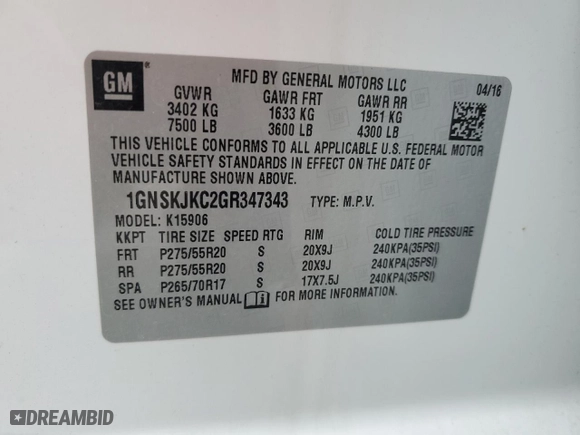 GM
MFD BY GENERAL MOTORS LLC
04/16
GVWR GAWR FRT GAWR RR
3402 KG 1633 KG 1951 KG
7500 LB 3600 LB 4300 LB
THIS VEHICLE CONFORMS TO ALL APPLICABLE U.S. FEDERAL MOTOR
VEHICLE SAFETY STANDARDS IN EFFECT ON THE DATE OF
MANUFACTURE SHOWN ABOVE.
1GNSKJKC2GR347343 TYPE: M.P.V.
MODEL: K15906
KKPT TIRE SIZE SPEED RTG RIM COLD TIRE PRESSURE
FRT P275/55R20 S 20X9J 240KPA(35PSI)
RR P275/55R20 S 20X9J 240KPA(35PSI)
SPA P265/70R17 S 17X7.5J 240KPA(35PSI)
SEE OWNER'S MANUAL FOR MORE INFORMATION.
DREAMBID